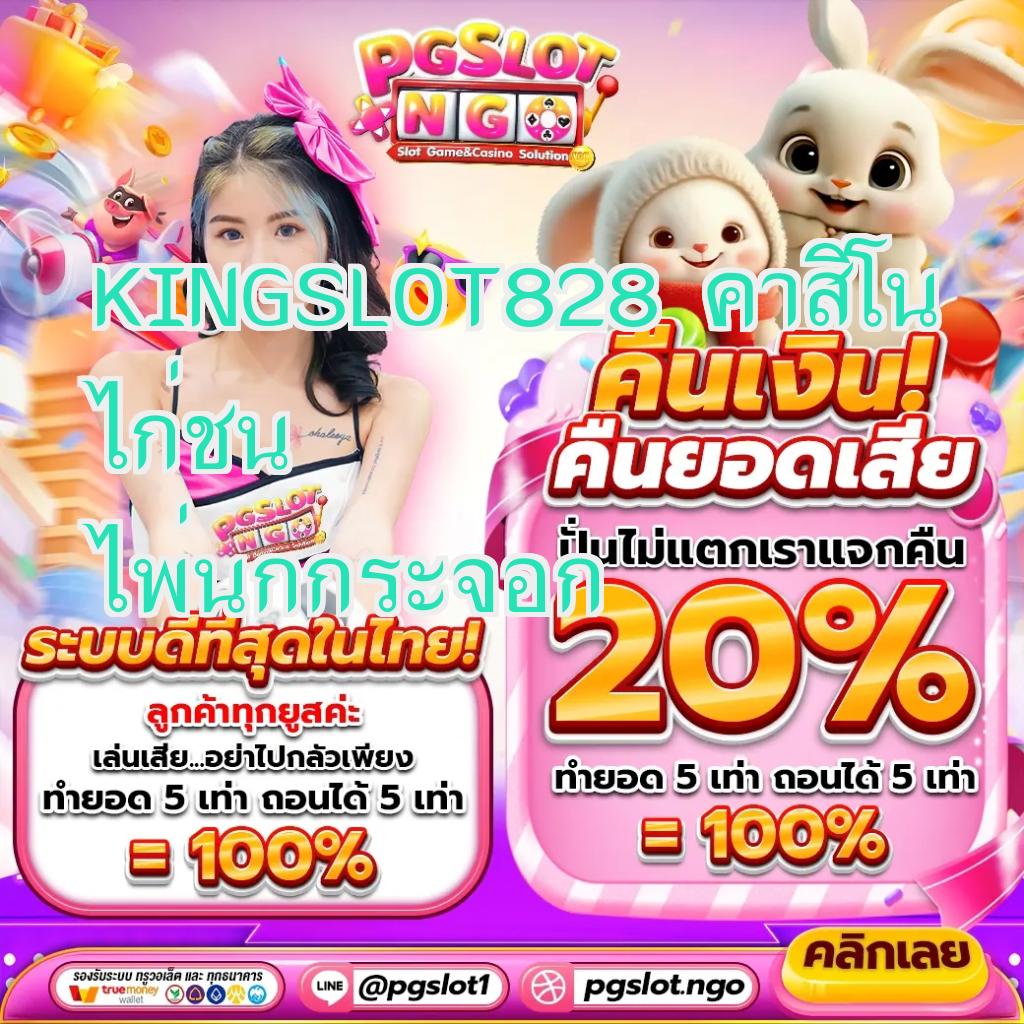 PGSLOT
NGO
Slot Game&Casino Solution
KINGSLOT828 คาสิโน
ไก่ชน
ไพ่นกกระจอก
PGSLOT
NGO
คืนเงิน!
คืนยอดเสีย
ปั่นไม่แตกเราแจกคืน
20%
ทำยอด 5 เท่า ถอนได้ 5 เท่า
= 100%
ระบบดีที่สุดในไทย!
ลูกค้าทุกยูสค่ะ
เล่นเสีย...อย่าไปกลัวเพียง
ทำยอด 5 เท่า ถอนได้ 5 เท่า
= 100%
คลิกเลย
รองรับระบบ ทรูวอเล็ต และ ทุกธนาคาร
truemoney
wallet
LINE @pgslot1
pgslot.ngo